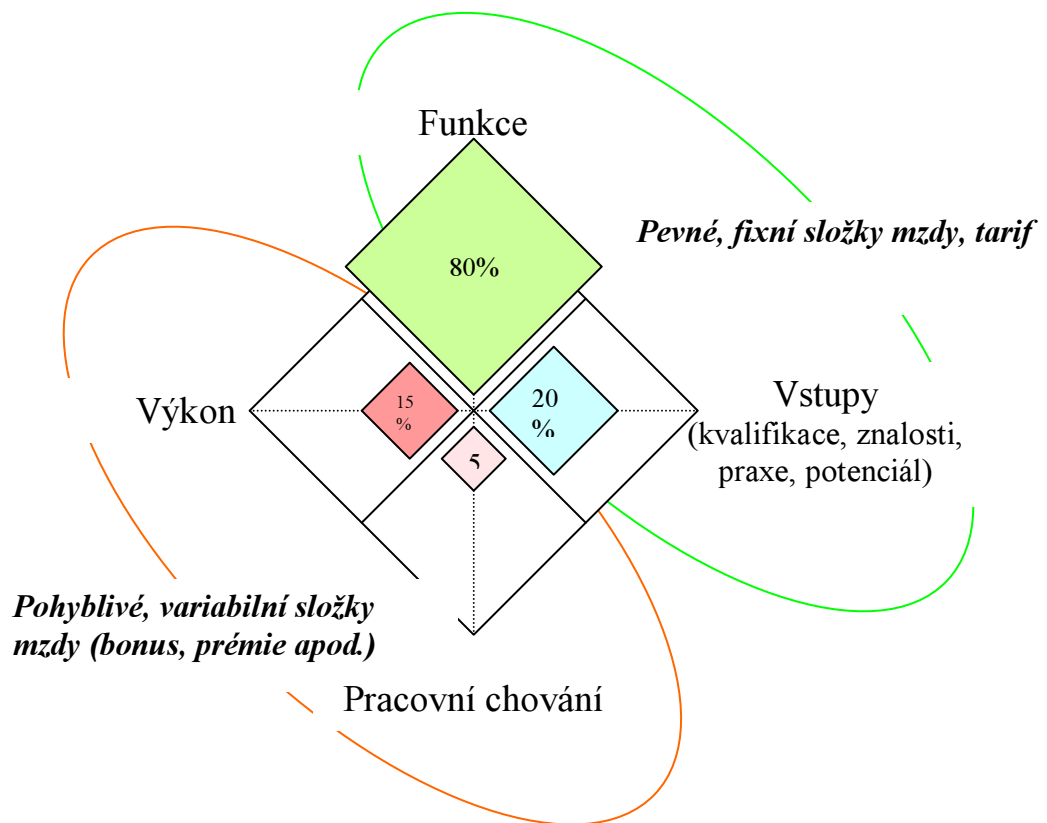 Funkce
Pevné, fixní složky mzdy, tarif
80%
Výkon
15
%
20
%
Vstupy
(kvalifikace, znalosti,
praxe, potenciál)
5
Pohyblivé, variabilní složky
mzdy (bonus, prémie apod.)
Pracovní chování